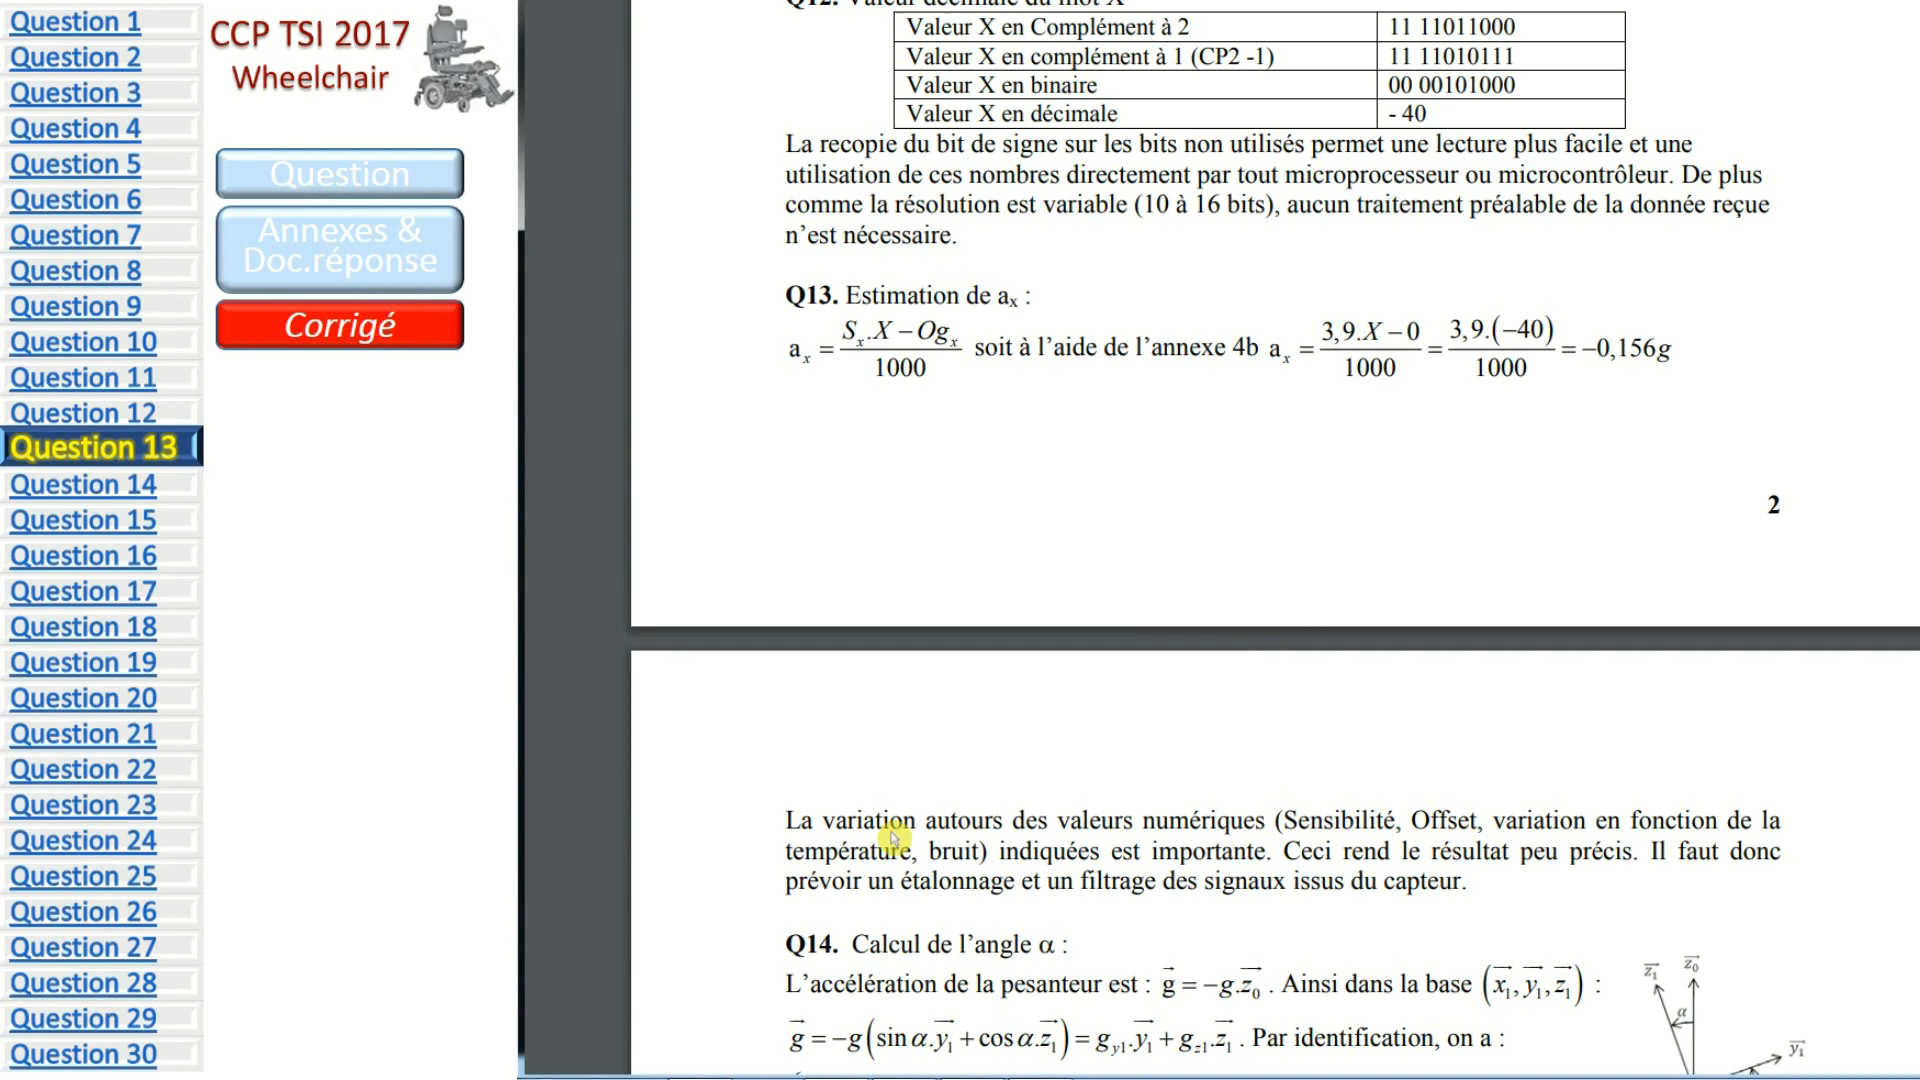 Question 1
Question 2
Question 3
Question 4
Question 5
Question 6
Question 7
Question 8
Question 9
Question 10
Question 11
Question 12
Question 13
Question 14
Question 15
Question 16
Question 17
Question 18
Question 19
Question 20
Question 21
Question 22
Question 23
Question 24
Question 25
Question 26
Question 27
Question 28
Question 29
Question 30
CCP TSI 2017
Wheelchair
Question
Annexes &
Doc.réponse
Corrigé
Q12. Valeur décimale du mot X
Valeur X en Complément à 2 11 11011000
Valeur X en complément à 1 (CP2 -1) 11 11010111
Valeur X en binaire 00 00101000
Valeur X en décimale - 40
La recopie du bit de signe sur les bits non utilisés permet une lecture plus facile et une
utilisation de ces nombres directement par tout microprocesseur ou microcontrôleur. De plus
comme la résolution est variable (10 à 16 bits), aucun traitement préalable de la donnée reçue
n'est nécessaire.
Q13. Estimation de aₓ :
aₓ = (Sₓ.X − Ogₓ)/1000 soit à l'aide de l'annexe 4b aₓ = (3,9.X − 0)/1000 = 3,9.(−40)/1000 = −0,156g
2
La variation autours des valeurs numériques (Sensibilité, Offset, variation en fonction de la
température, bruit) indiquées est importante. Ceci rend le résultat peu précis. Il faut donc
prévoir un étalonnage et un filtrage des signaux issus du capteur.
Q14. Calcul de l'angle α :
L'accélération de la pesanteur est : g⃗ = −g.z₀⃗ . Ainsi dans la base (x₁⃗, y₁⃗, z₁⃗) :
g⃗ = −g(sin α.y₁⃗ + cos α.z₁⃗) = g_y1.y₁⃗ + g_z1.z₁⃗ . Par identification, on a :
z₁⃗
z₀⃗
α
y₁⃗